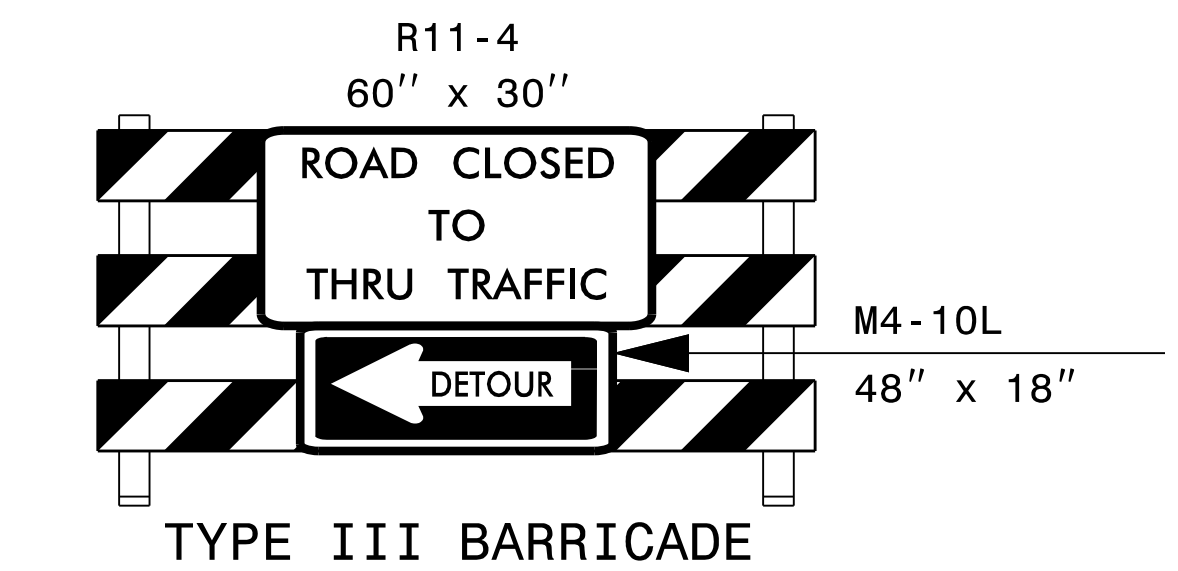 R11-4
60" x 30"
ROAD CLOSED
TO
THRU TRAFFIC
M4-10L
DETOUR
48" x 18"
TYPE III BARRICADE